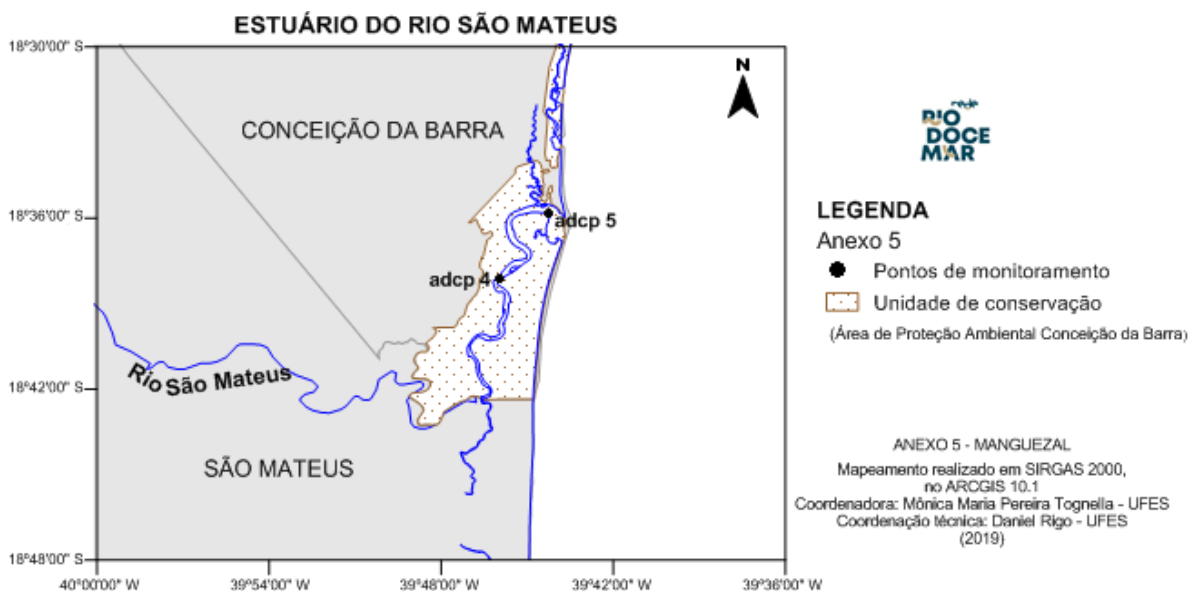 ESTUÁRIO DO RIO SÃO MATEUS
18°30'00" S
N
CONCEIÇÃO DA BARRA
rede
RIO
DOCE
MAR
18°36'00" S
adcp 5
adcp 4
LEGENDA
Anexo 5
Pontos de monitoramento
Unidade de conservação
(Área de Proteção Ambiental Conceição da Barra)
Rio São Mateus
18°42'00" S
SÃO MATEUS
ANEXO 5 - MANGUEZAL
Mapeamento realizado em SIRGAS 2000,
no ARCGIS 10.1
Coordenadora: Mônica Maria Pereira Tognella - UFES
Coordenação técnica: Daniel Rigo - UFES
(2019)
18°48'00" S
40°00'00" W
39°54'00" W
39°48'00" W
39°42'00" W
39°36'00" W